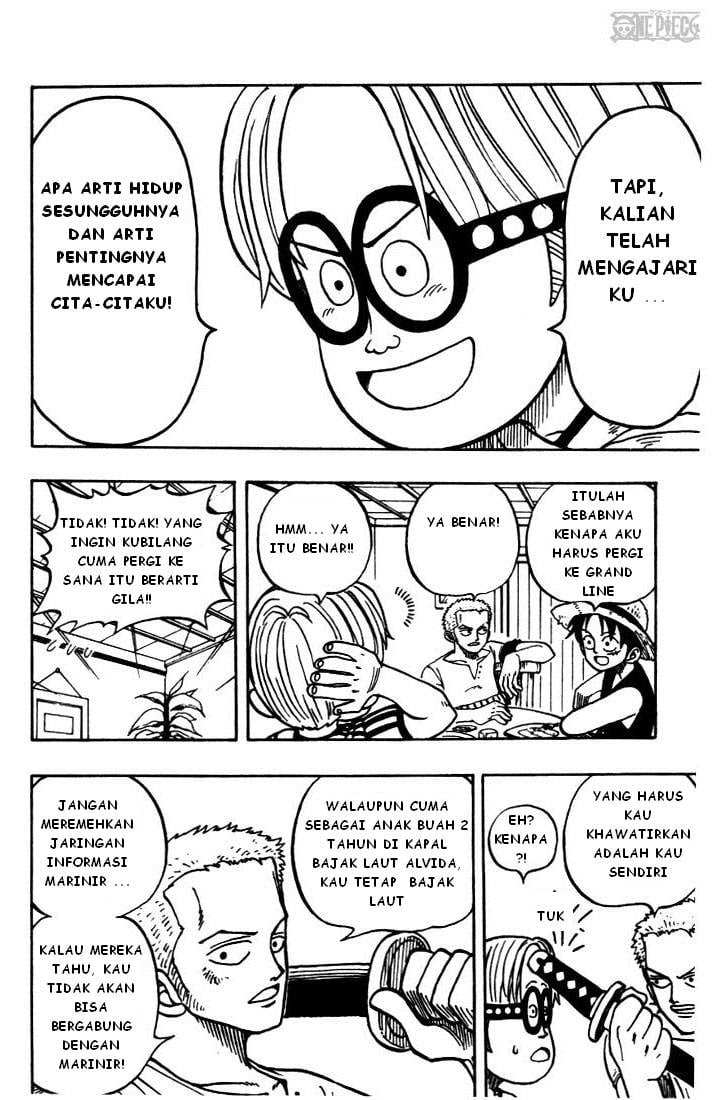 ONE PIECE
TAPI,
KALIAN
TELAH
MENGAJARI
KU ...
APA ARTI HIDUP
SESUNGGUHNYA
DAN ARTI
PENTINGNYA
MENCAPAI
CITA-CITAKU!
ITULAH
SEBABNYA
KENAPA AKU
HARUS PERGI
KE GRAND
LINE
YA BENAR!
HMM... YA
ITU BENAR!!
TIDAK! TIDAK! YANG
INGIN KUBILANG
CUMA PERGI KE
SANA ITU BERARTI
GILA!!
YANG HARUS
KAU
KHAWATIRKAN
ADALAH KAU
SENDIRI
EH?
KENAPA
?!
TUK
WALAUPUN CUMA
SEBAGAI ANAK BUAH 2
TAHUN DI KAPAL
BAJAK LAUT ALVIDA,
KAU TETAP BAJAK
LAUT
JANGAN
MEREMEHKAN
JARINGAN
INFORMASI
MARINIR ...
KALAU MEREKA
TAHU, KAU
TIDAK AKAN
BISA
BERGABUNG
DENGAN
MARINIR!